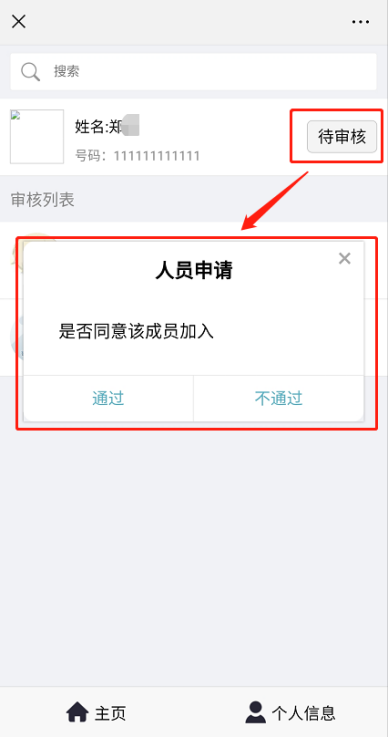 搜索
姓名:郑
号码：111111111111
待审核
审核列表
人员申请
是否同意该成员加入
通过
不通过
主页
个人信息